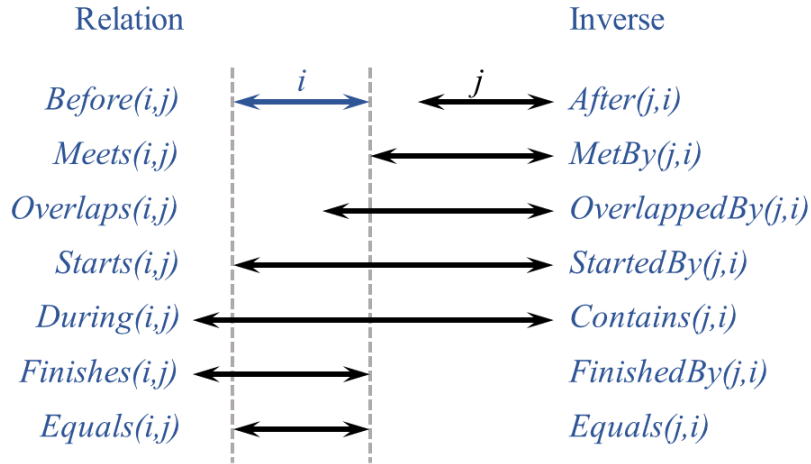 Relation Inverse
Before(i,j) i j After(j,i)
Meets(i,j) MetBy(j,i)
Overlaps(i,j) OverlappedBy(j,i)
Starts(i,j) StartedBy(j,i)
During(i,j) Contains(j,i)
Finishes(i,j) FinishedBy(j,i)
Equals(i,j) Equals(j,i)